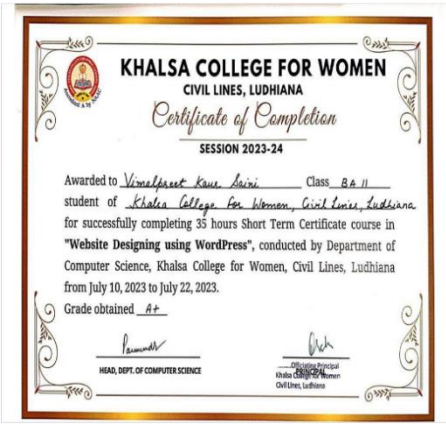 KHALSA COLLEGE FOR WOMEN
CIVIL LINES, LUDHIANA
Certificate of Completion
SESSION 2023-24
Awarded to Vimalpreet Kaur Saini Class BA II
student of Khalsa College For Women, Civil Lines, Ludhiana
for successfully completing 35 hours Short Term Certificate course in
"Website Designing using WordPress", conducted by Department of
Computer Science, Khalsa College for Women, Civil Lines, Ludhiana
from July 10, 2023 to July 22, 2023.
Grade obtained A+
HEAD, DEPT. OF COMPUTER SCIENCE
Officiating Principal
PRINCIPAL
Khalsa College for Women
Civil Lines, Ludhiana